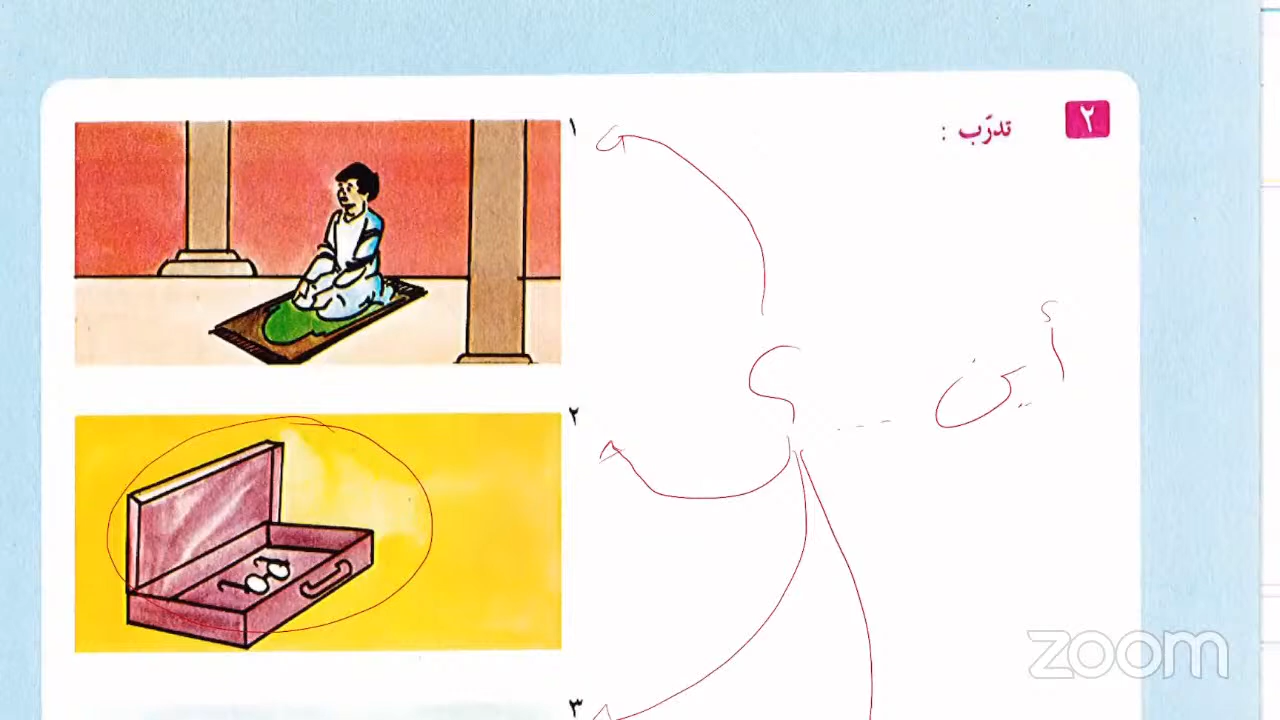 ٢ تدرّب :
١
أين ..... ؟
٢
٣
zoom